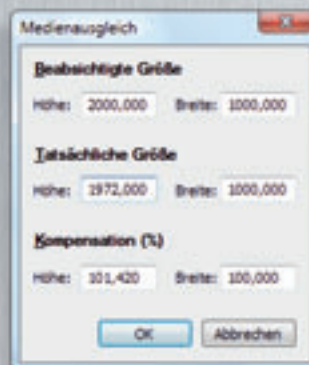 Medienausgleich
Beabsichtigte Größe
Höhe: 2000,000 Breite: 1000,000
Tatsächliche Größe
Höhe: 1972,000 Breite: 1000,000
Kompensation (%)
Höhe: 101,420 Breite: 100,000
OK Abbrechen